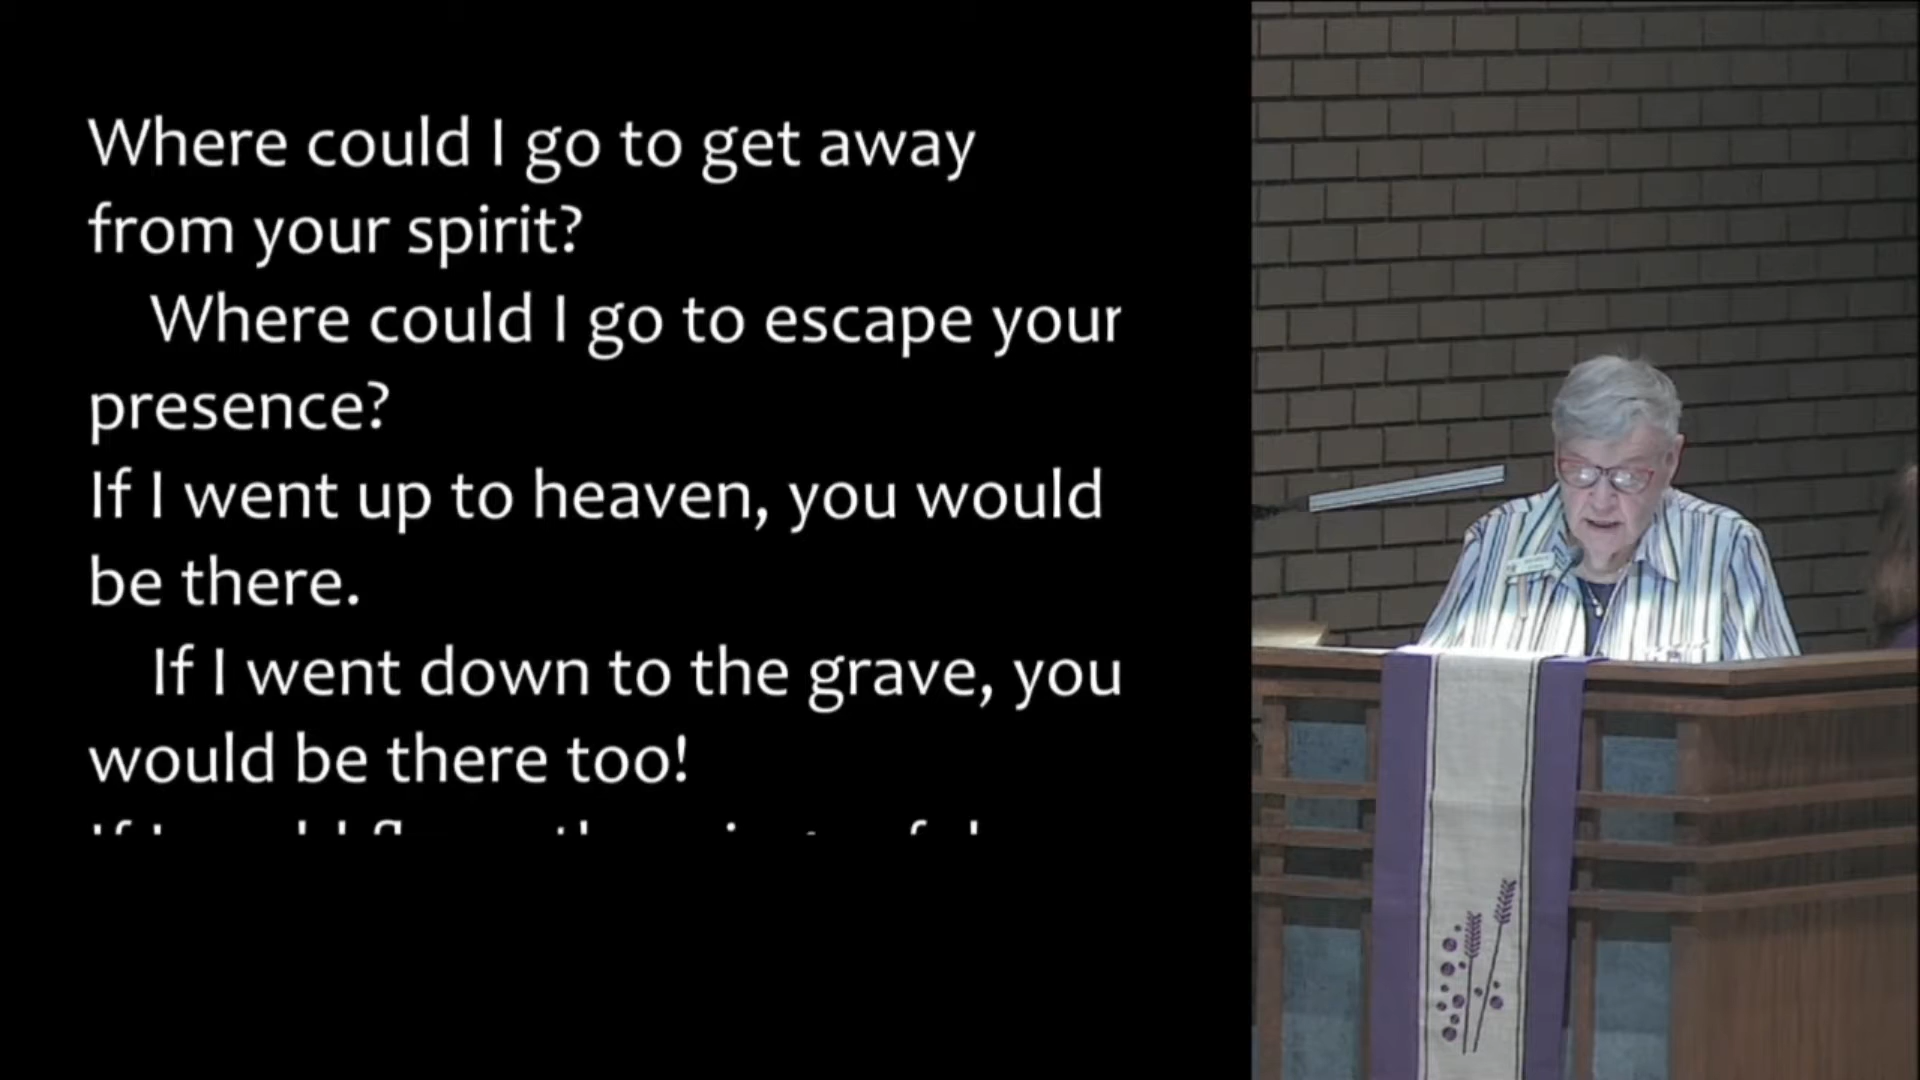 Where could I go to get away
from your spirit?
Where could I go to escape your
presence?
If I went up to heaven, you would
be there.
If I went down to the grave, you
would be there too!